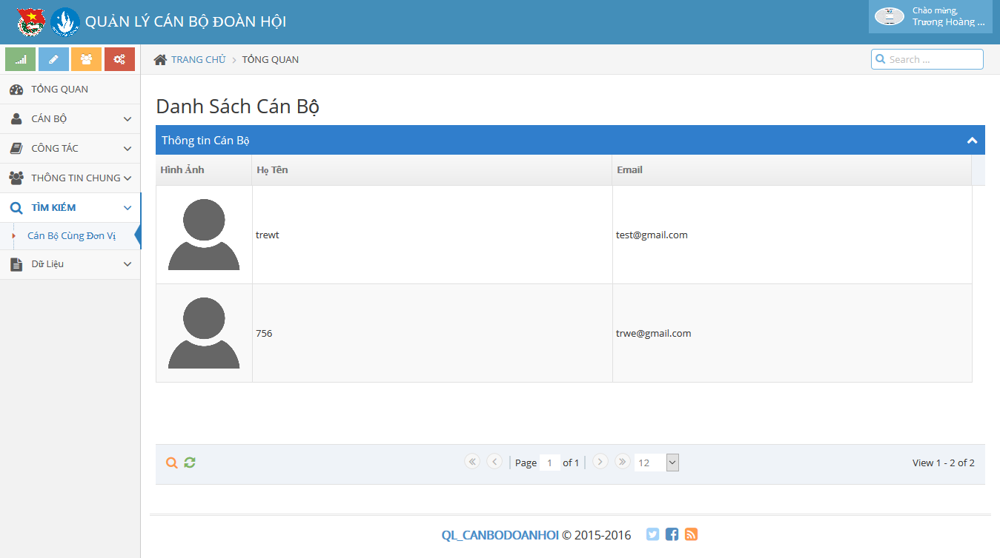 QUẢN LÝ CÁN BỘ ĐOÀN HỘI
Chào mừng,
Trương Hoàng ...
TRANG CHỦ > TỔNG QUAN
Search ...
TỔNG QUAN
CÁN BỘ
CÔNG TÁC
THÔNG TIN CHUNG
TÌM KIẾM
Cán Bộ Cùng Đơn Vị
Dữ Liệu
Danh Sách Cán Bộ
Thông tin Cán Bộ
Hình Ảnh Họ Tên Email
trewt test@gmail.com
756 trwe@gmail.com
Page 1 of 1 12 View 1 - 2 of 2
QL_CANBODOANHOI © 2015-2016